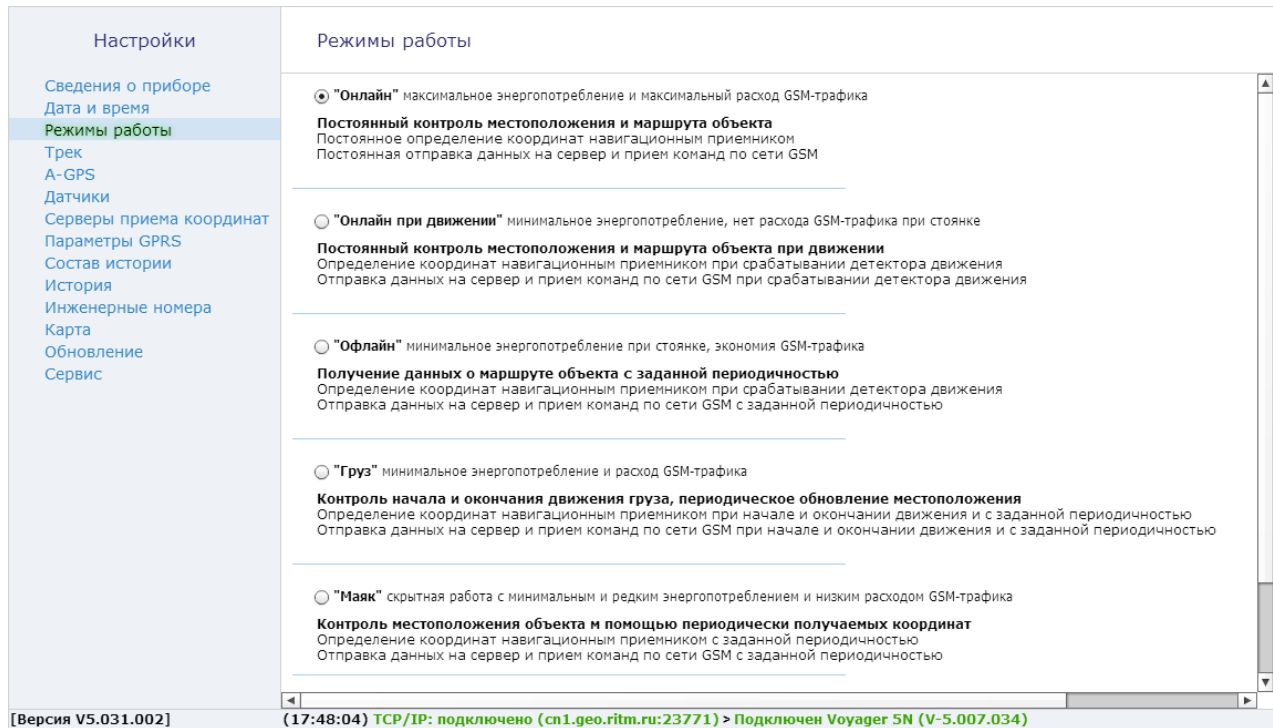 Настройки
Сведения о приборе
Дата и время
Режимы работы
Трек
A-GPS
Датчики
Серверы приема координат
Параметры GPRS
Состав истории
История
Инженерные номера
Карта
Обновление
Сервис
Режимы работы
"Онлайн" максимальное энергопотребление и максимальный расход GSM-трафика
Постоянный контроль местоположения и маршрута объекта
Постоянное определение координат навигационным приемником
Постоянная отправка данных на сервер и прием команд по сети GSM
"Онлайн при движении" минимальное энергопотребление, нет расхода GSM-трафика при стоянке
Постоянный контроль местоположения и маршрута объекта при движении
Определение координат навигационным приемником при срабатывании детектора движения
Отправка данных на сервер и прием команд по сети GSM при срабатывании детектора движения
"Офлайн" минимальное энергопотребление при стоянке, экономия GSM-трафика
Получение данных о маршруте объекта с заданной периодичностью
Определение координат навигационным приемником при срабатывании детектора движения
Отправка данных на сервер и прием команд по сети GSM с заданной периодичностью
"Груз" минимальное энергопотребление и расход GSM-трафика
Контроль начала и окончания движения груза, периодическое обновление местоположения
Определение координат навигационным приемником при начале и окончании движения и с заданной периодичностью
Отправка данных на сервер и прием команд по сети GSM при начале и окончании движения и с заданной периодичностью
"Маяк" скрытная работа с минимальным и редким энергопотреблением и низким расходом GSM-трафика
Контроль местоположения объекта м помощью периодически получаемых координат
Определение координат навигационным приемником с заданной периодичностью
Отправка данных на сервер и прием команд по сети GSM с заданной периодичностью
[Версия V5.031.002] (17:48:04) TCP/IP: подключено (cn1.geo.ritm.ru:23771) > Подключен Voyager 5N (V-5.007.034)